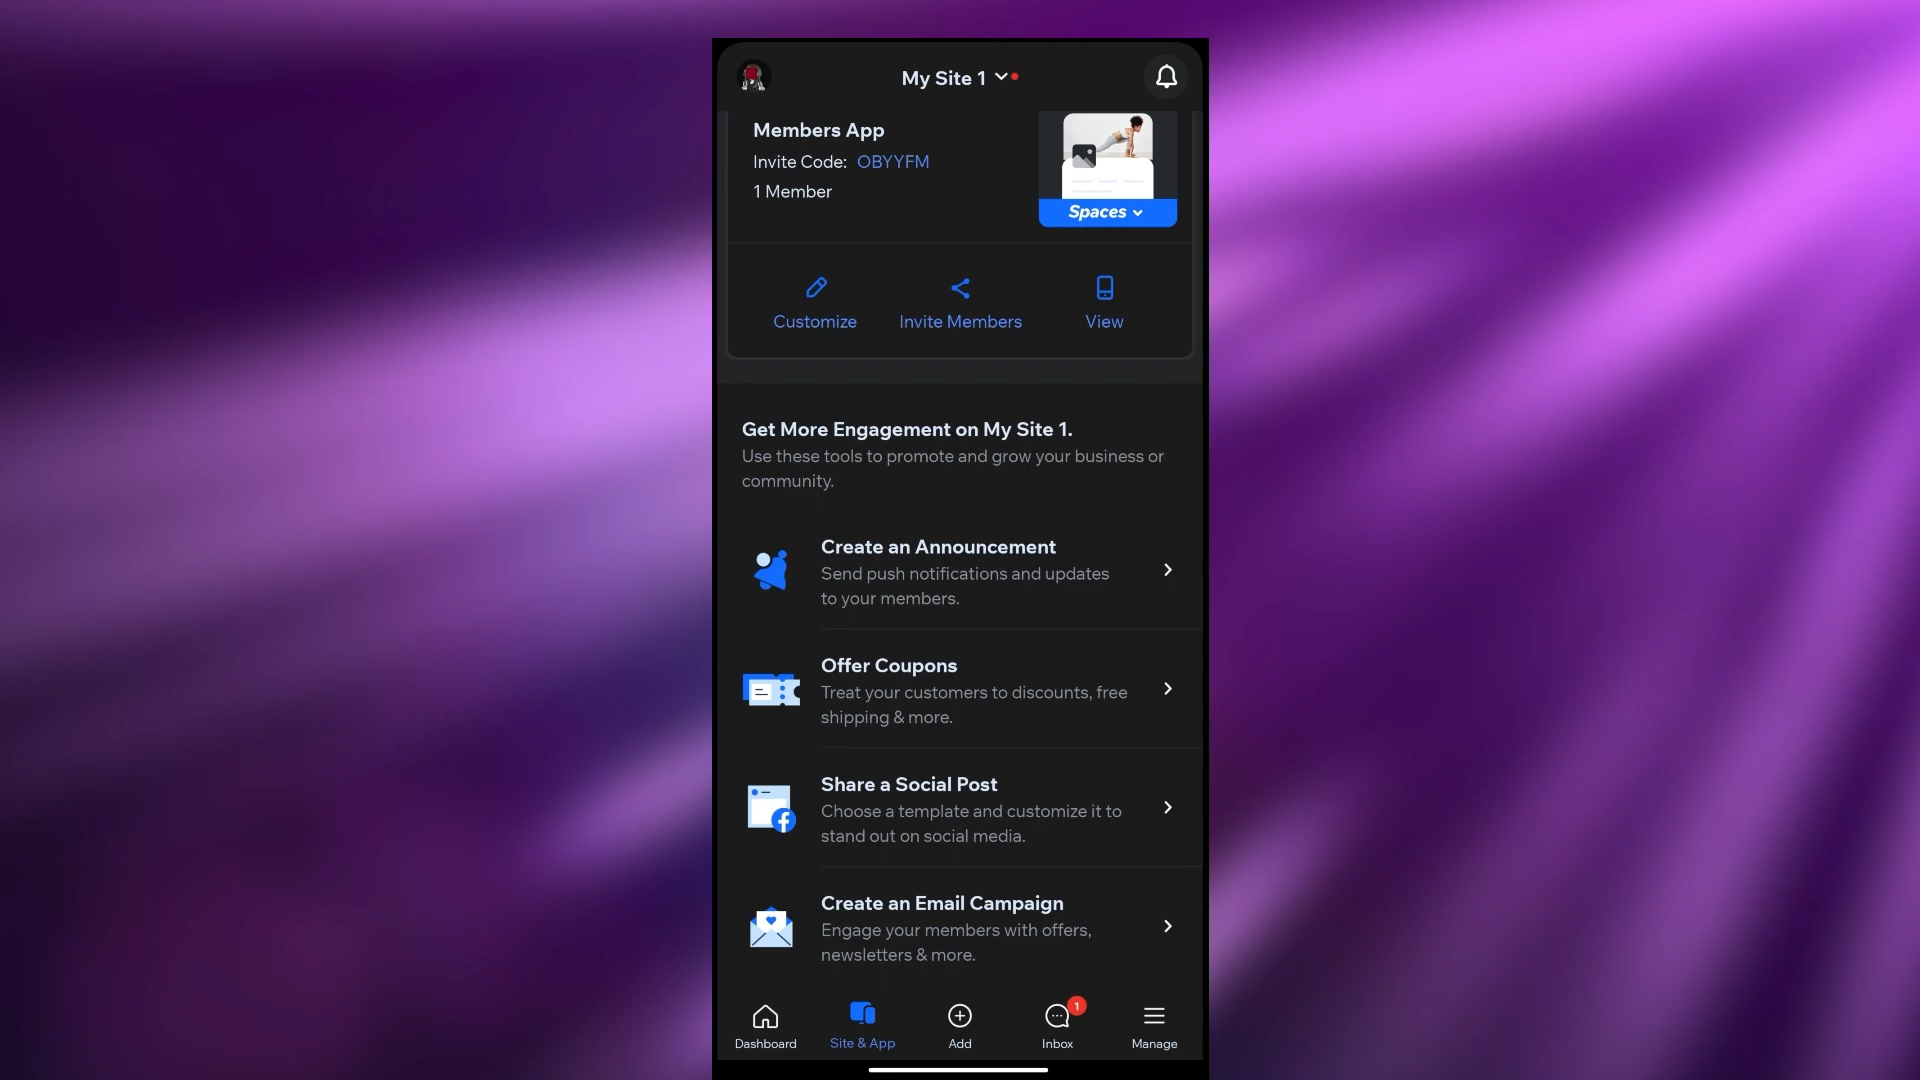 My Site 1
Members App
Invite Code: OBYYFM
1 Member
Spaces
Customize
Invite Members
View
Get More Engagement on My Site 1.
Use these tools to promote and grow your business or
community.
Create an Announcement
Send push notifications and updates
to your members.
Offer Coupons
Treat your customers to discounts, free
shipping & more.
Share a Social Post
Choose a template and customize it to
stand out on social media.
Create an Email Campaign
Engage your members with offers,
newsletters & more.
1
Dashboard
Site & App
Add
Inbox
Manage